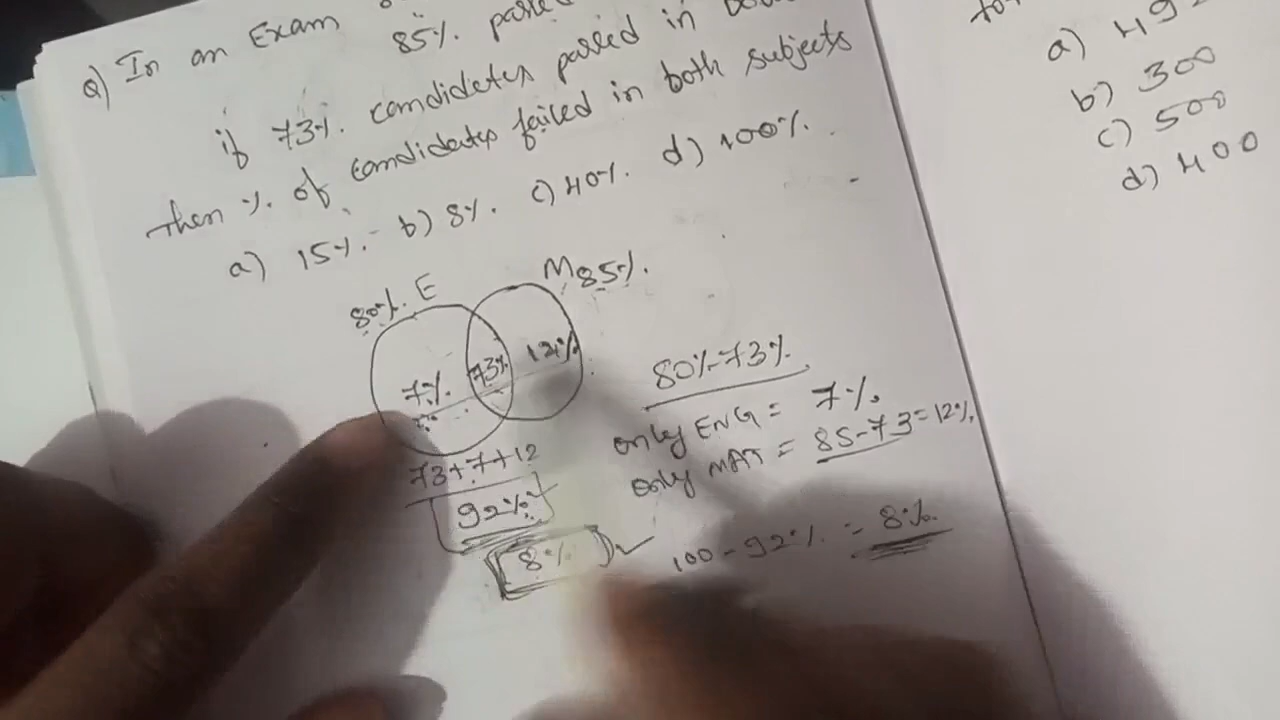 Q) In an Exam
85% passed
if 73% candidates passed in both
then % of candidates failed in both subjects
a) 15% b) 8% c) 40% d) 100%
80% E M 85%
7% 73% 12%
73+7+12
92%
8%
80%-73%
only ENG = 7%
only MAT = 85-73=12%
100-92% = 8%
a) 49
b) 300
c) 500
d) 400